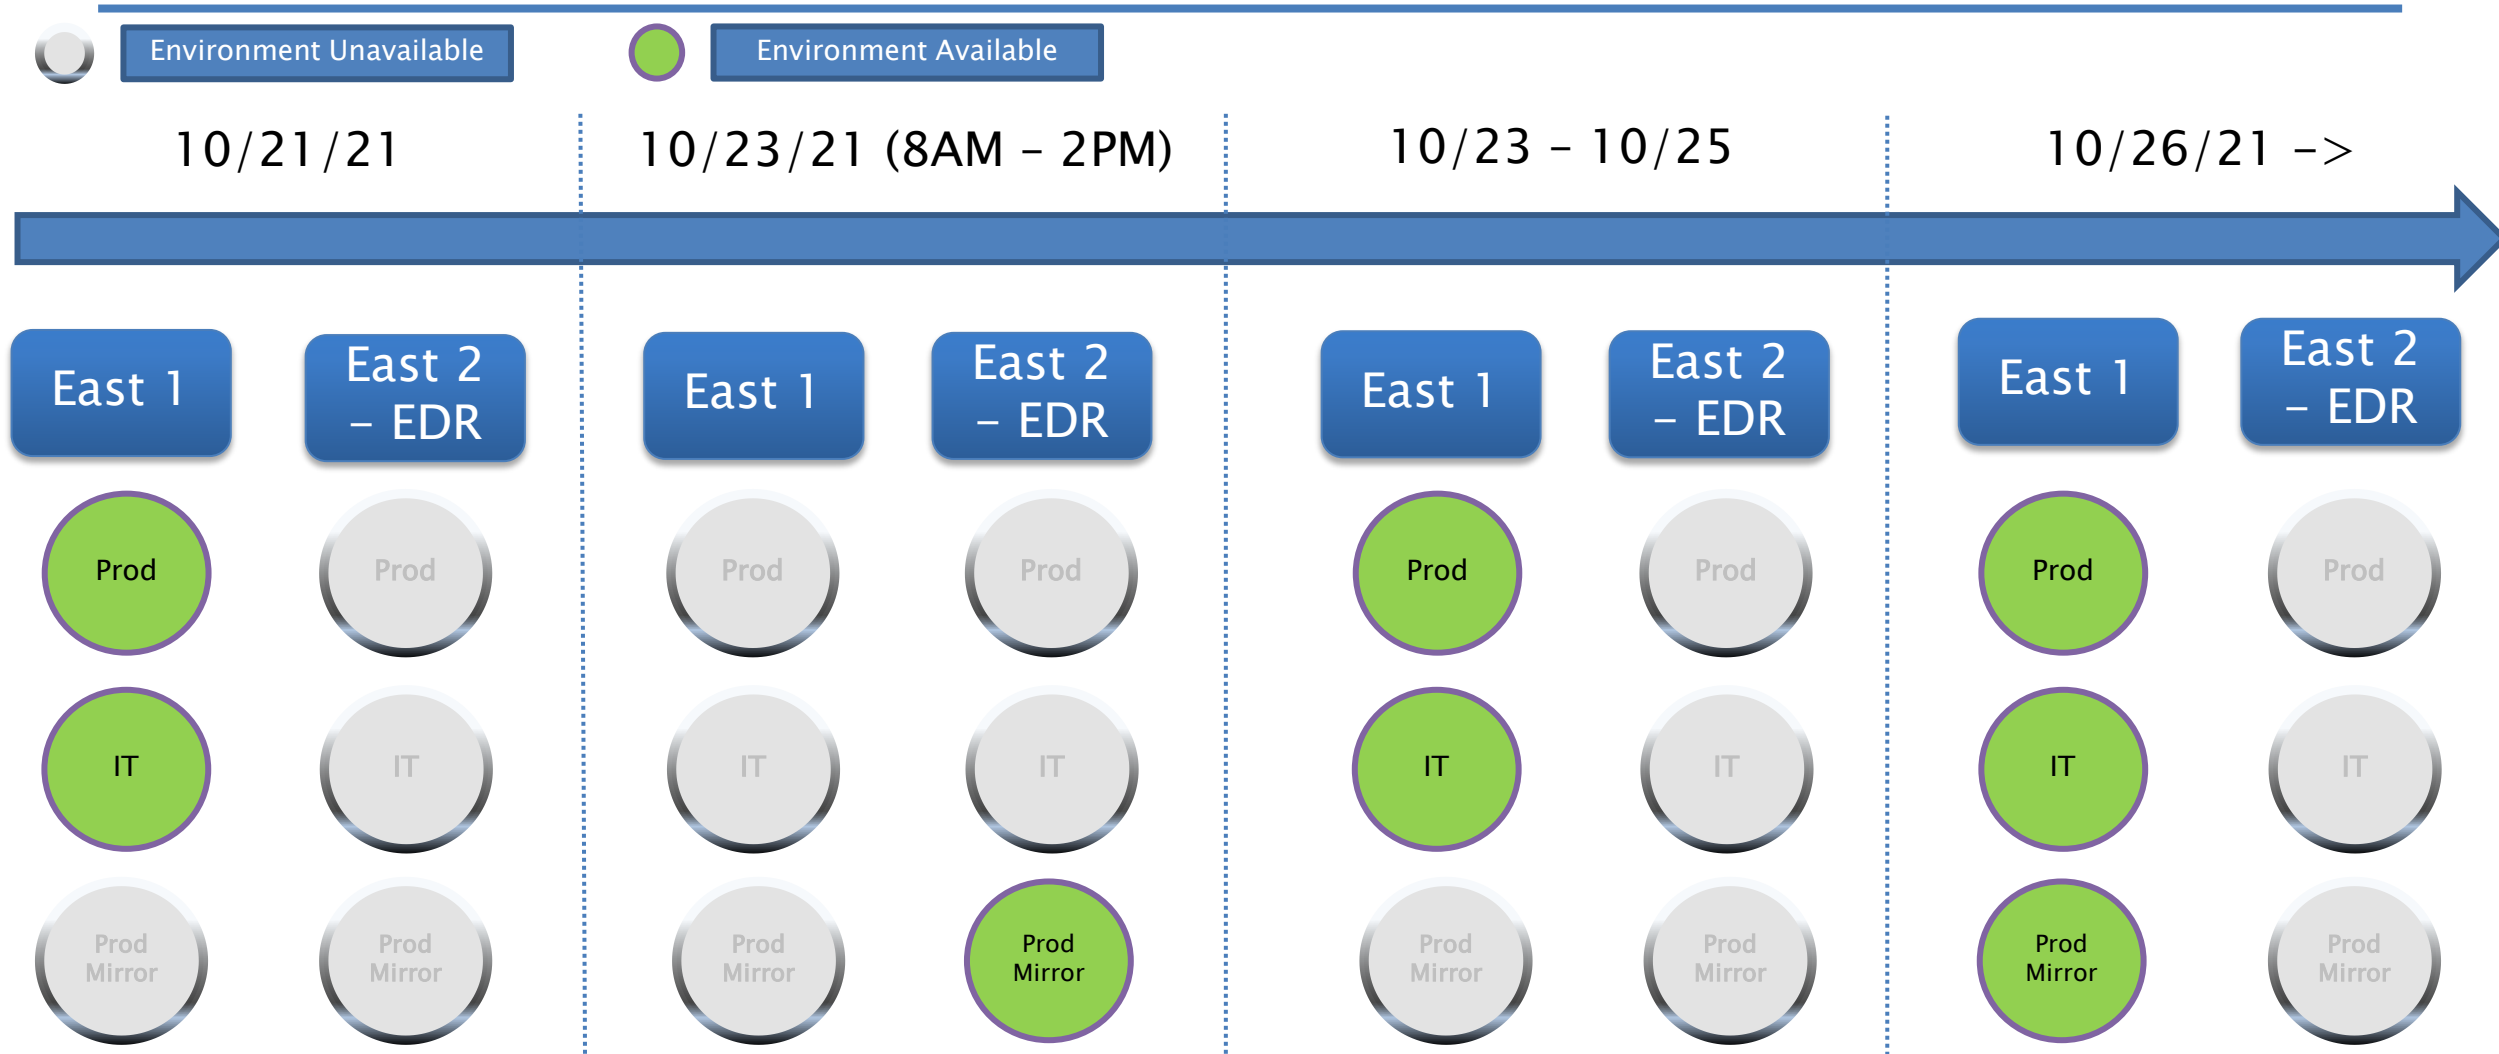 Environment Unavailable
Environment Available
10/21/21
10/23/21 (8AM – 2PM)
10/23 – 10/25
10/26/21 –>
East 1
East 2
– EDR
East 1
East 2
– EDR
East 1
East 2
– EDR
East 1
East 2
– EDR
Prod
Prod
Prod
Prod
Prod
Prod
Prod
Prod
IT
IT
IT
IT
IT
IT
IT
IT
Prod
Mirror
Prod
Mirror
Prod
Mirror
Prod
Mirror
Prod
Mirror
Prod
Mirror
Prod
Mirror
Prod
Mirror